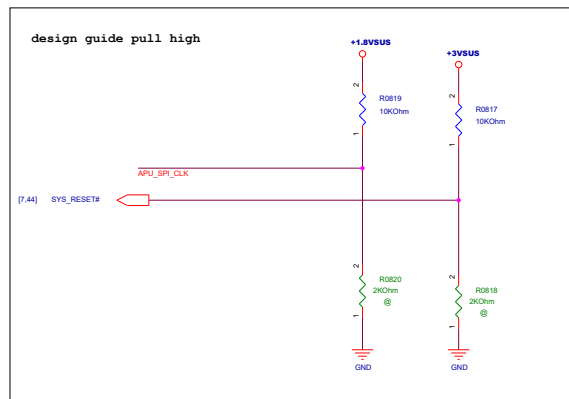 design guide pull high
+1.8VSUS
+3VSUS
2
R0819
10KOhm
1
2
R0817
10KOhm
1
APU_SPI_CLK
[7,44] SYS_RESET#
2
R0820
2KOhm
@
1
2
R0818
2KOhm
@
1
GND
GND